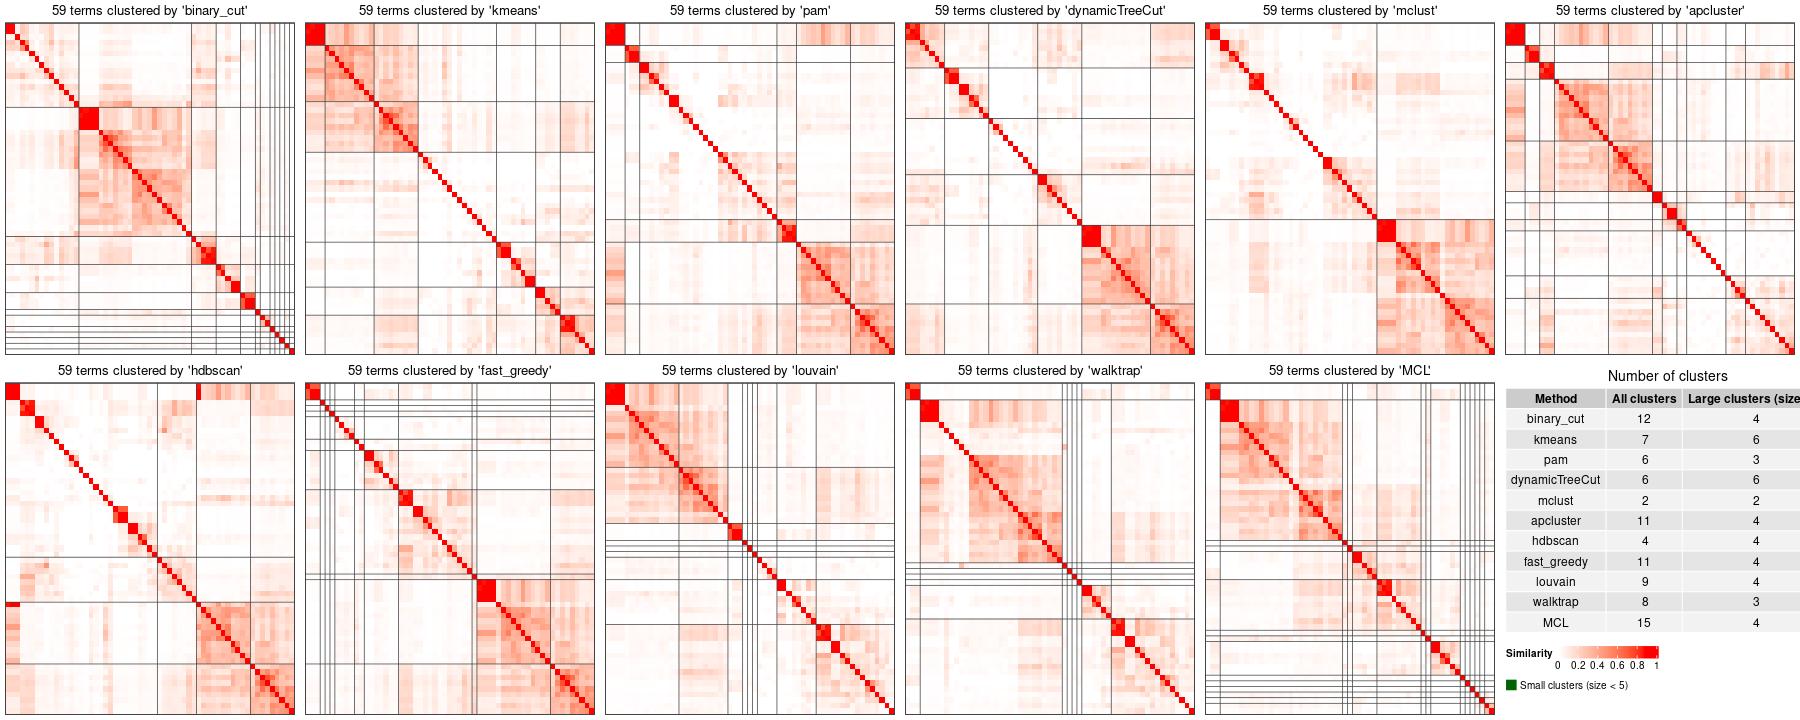 59 terms clustered by 'binary_cut'
59 terms clustered by 'kmeans'
59 terms clustered by 'pam'
59 terms clustered by 'dynamicTreeCut'
59 terms clustered by 'mclust'
59 terms clustered by 'apcluster'
59 terms clustered by 'hdbscan'
59 terms clustered by 'fast_greedy'
59 terms clustered by 'louvain'
59 terms clustered by 'walktrap'
59 terms clustered by 'MCL'
Number of clusters
Method All clusters Large clusters (size
binary_cut 12 4
kmeans 7 6
pam 6 3
dynamicTreeCut 6 6
mclust 2 2
apcluster 11 4
hdbscan 4 4
fast_greedy 11 4
louvain 9 4
walktrap 8 3
MCL 15 4
Similarity
0 0.2 0.4 0.6 0.8 1
Small clusters (size < 5)